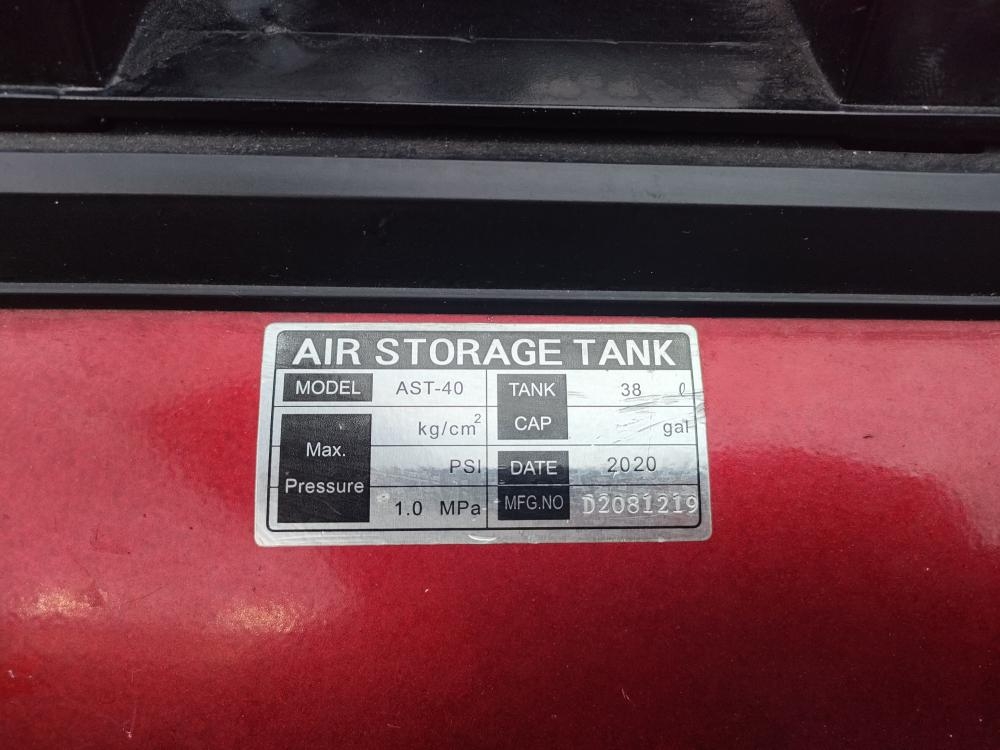 AIR STORAGE TANK
MODEL AST-40 TANK 38 ℓ
kg/cm² CAP gal
Max.
PSI DATE 2020
Pressure
1.0 MPa MFG.NO D2081219